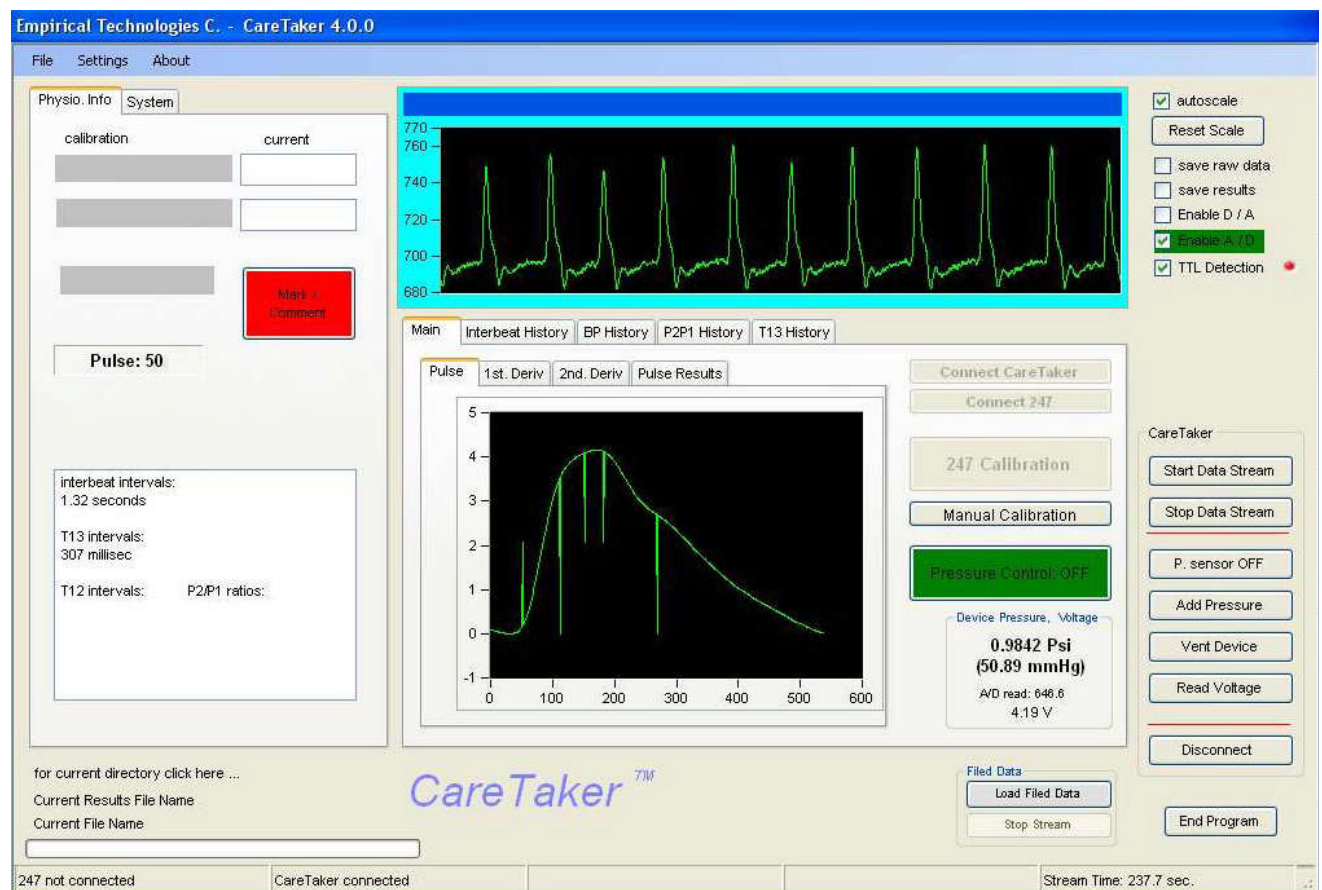 Empirical Technologies C. - CareTaker 4.0.0
File Settings About
Physio. Info System
calibration current
Mark /
Comment
Pulse: 50
interbeat intervals:
1.32 seconds
T13 intervals:
307 millisec
T12 intervals: P2/P1 ratios:
770
760
740
720
700
680
autoscale
Reset Scale
save raw data
save results
Enable D / A
Enable A / D
TTL Detection
Main Interbeat History BP History P2P1 History T13 History
Pulse 1st. Deriv 2nd. Deriv Pulse Results
5
4
3
2
1
0
-1
0 100 200 300 400 500 600
Connect CareTaker
Connect 247
247 Calibration
Manual Calibration
Pressure Control: OFF
Device Pressure, Voltage
0.9842 Psi
(50.89 mmHg)
A/D read: 646.6
4.19 V
CareTaker
Start Data Stream
Stop Data Stream
P. sensor OFF
Add Pressure
Vent Device
Read Voltage
Disconnect
for current directory click here ...
Current Results File Name
Current File Name
CareTaker TM
Filed Data
Load Filed Data
Stop Stream
End Program
247 not connected CareTaker connected Stream Time: 237.7 sec.